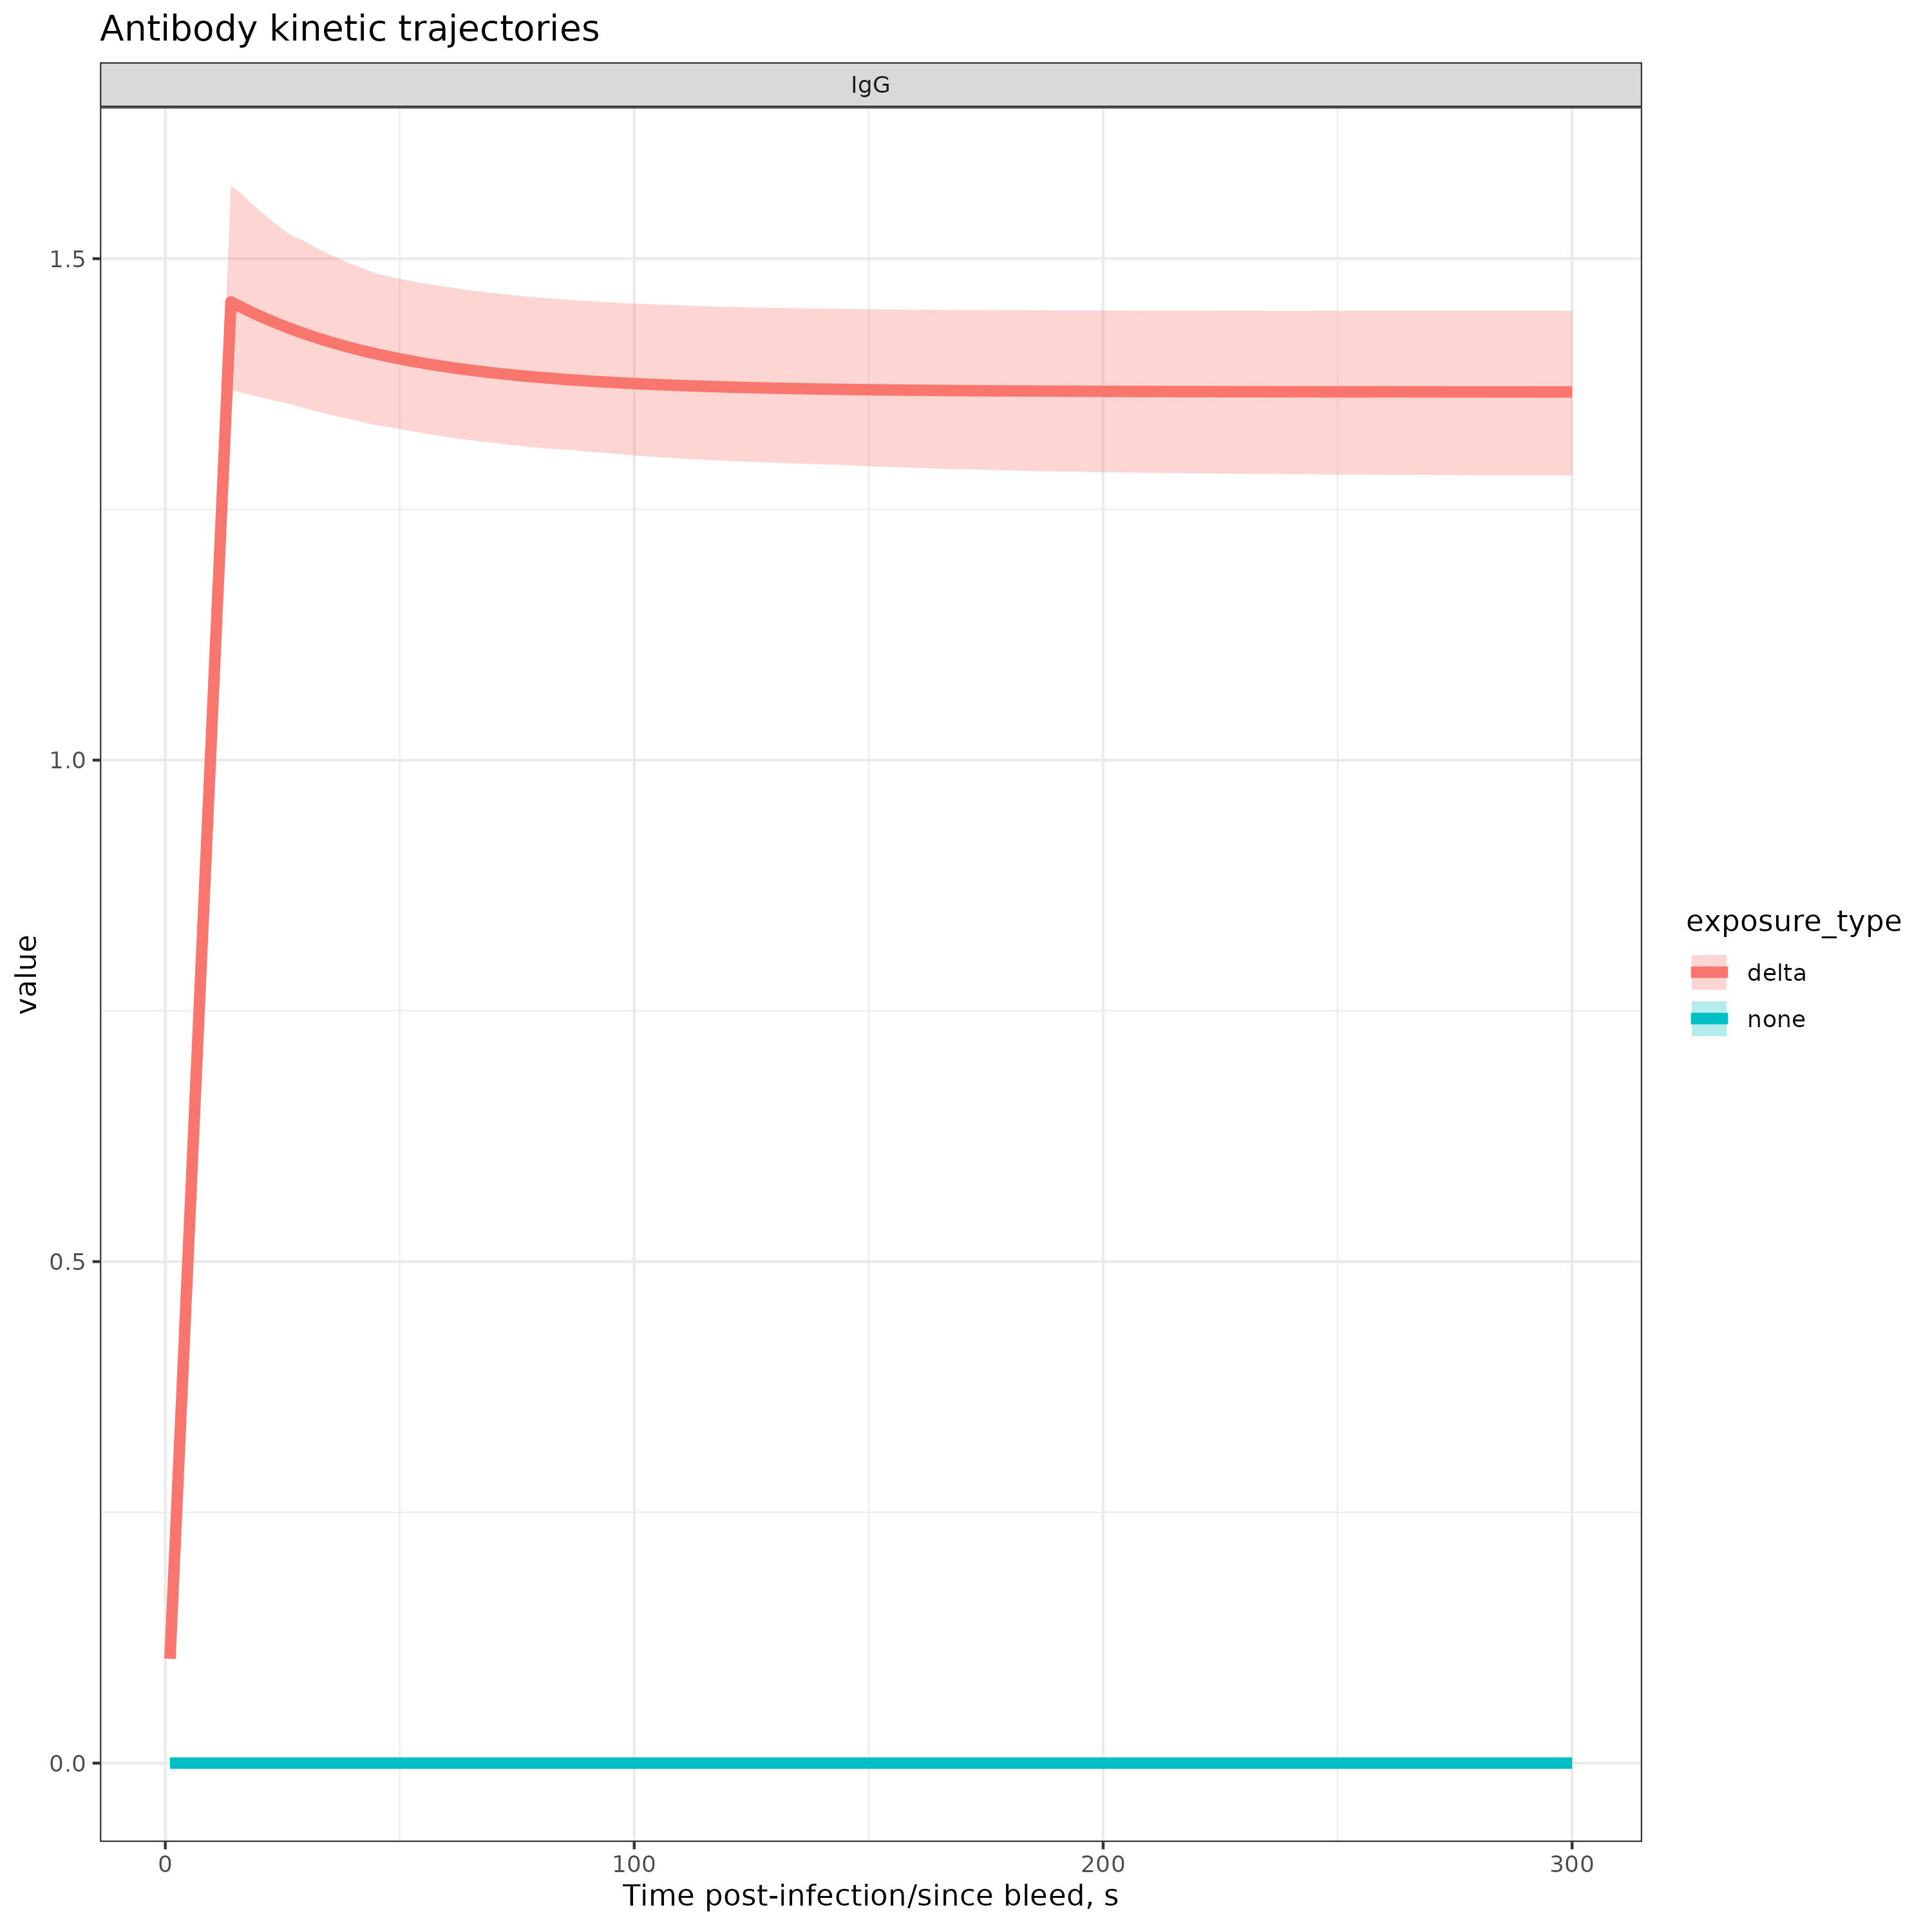 Antibody kinetic trajectories
IgG
1.5
1.0
0.5
0.0
value
0
100
200
300
Time post-infection/since bleed, s
exposure_type
delta
none